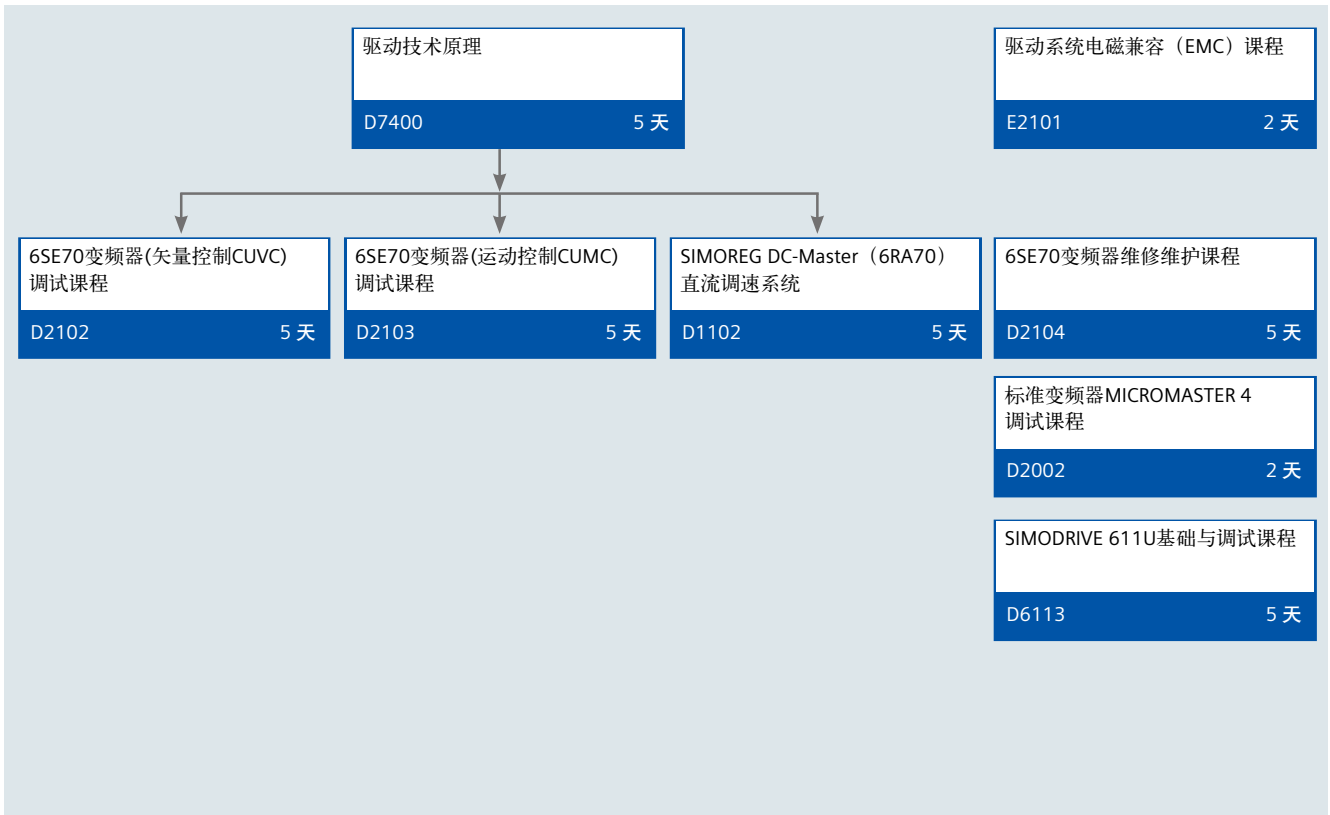 驱动技术原理
D7400 5 天
驱动系统电磁兼容（EMC）课程
E2101 2 天
6SE70变频器(矢量控制CUVC)
调试课程
D2102 5 天
6SE70变频器(运动控制CUMC)
调试课程
D2103 5 天
SIMOREG DC-Master（6RA70）
直流调速系统
D1102 5 天
6SE70变频器维修维护课程
D2104 5 天
标准变频器MICROMASTER 4
调试课程
D2002 2 天
SIMODRIVE 611U基础与调试课程
D6113 5 天